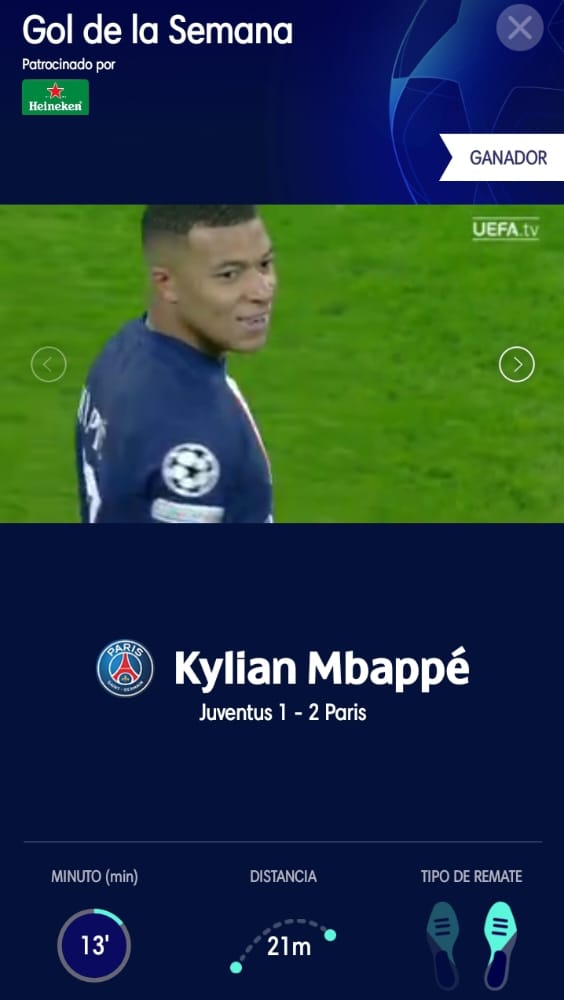 Gol de la Semana
Patrocinado por
Heineken
GANADOR
UEFA.tv
PARIS
SAINT-GERMAIN
Kylian Mbappé
Juventus 1 - 2 Paris
MINUTO (min)
DISTANCIA
TIPO DE REMATE
13'
21m